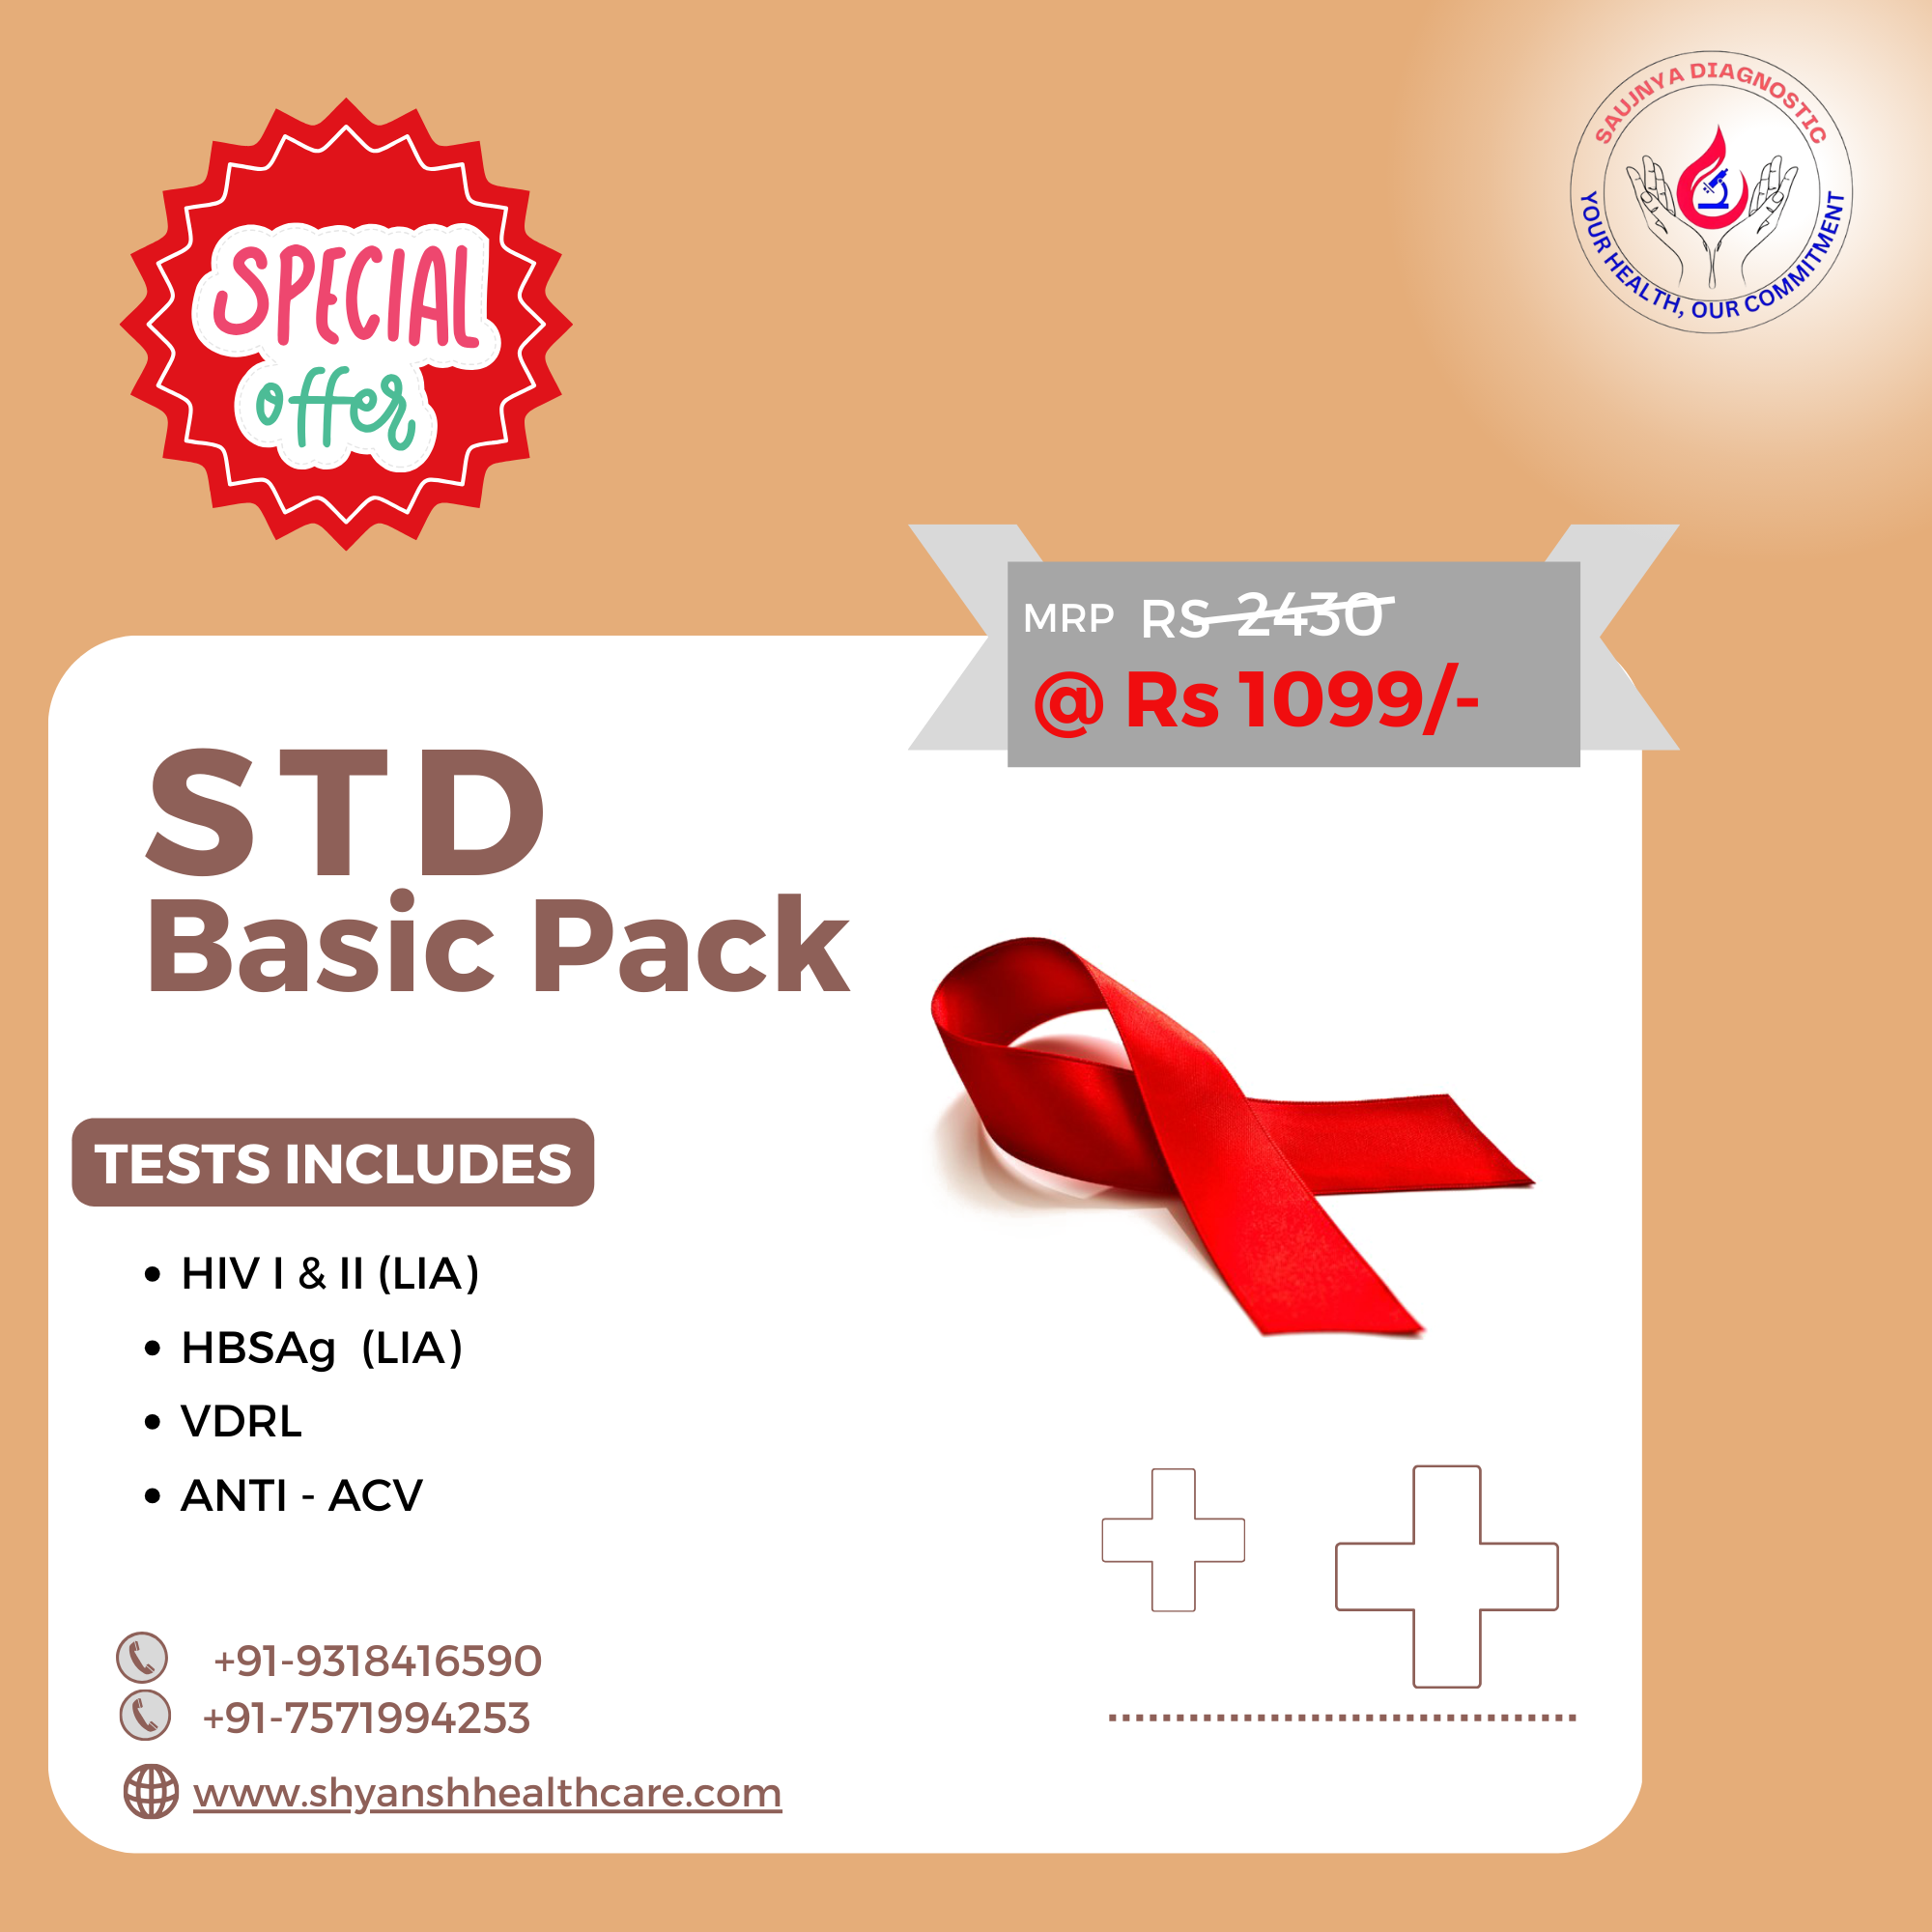 SPECIAL
offer
SAUJNYA DIAGNOSTIC
YOUR HEALTH, OUR COMMITMENT
MRP RS 2430
@ Rs 1099/-
STD
Basic Pack
TESTS INCLUDES
• HIV I & II (LIA)
• HBSAg (LIA)
• VDRL
• ANTI - ACV
+91-9318416590
+91-7571994253
www.shyanshhealthcare.com